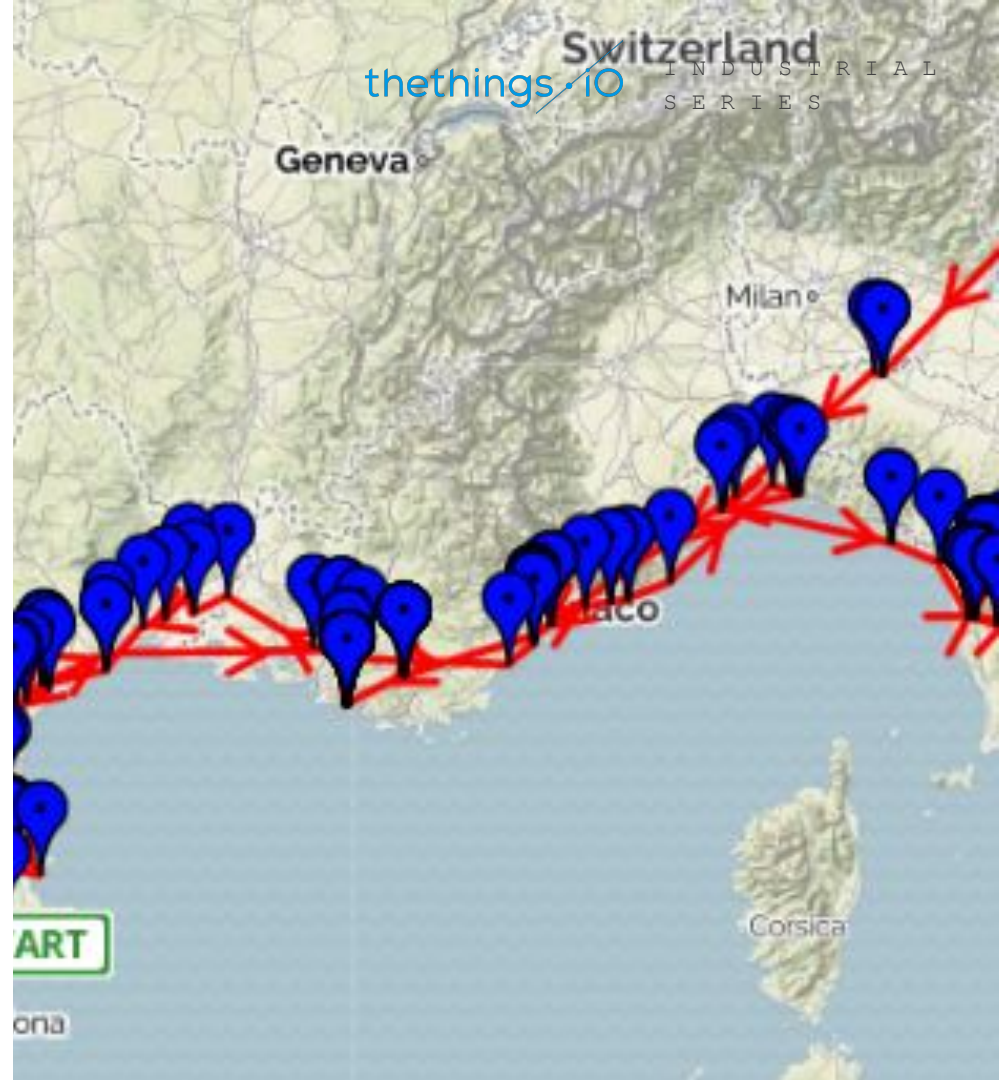 Switzerland
thethings.iO
INDUSTRIAL
SERIES
Geneva
Milan
aco
Corsica
ART
ona